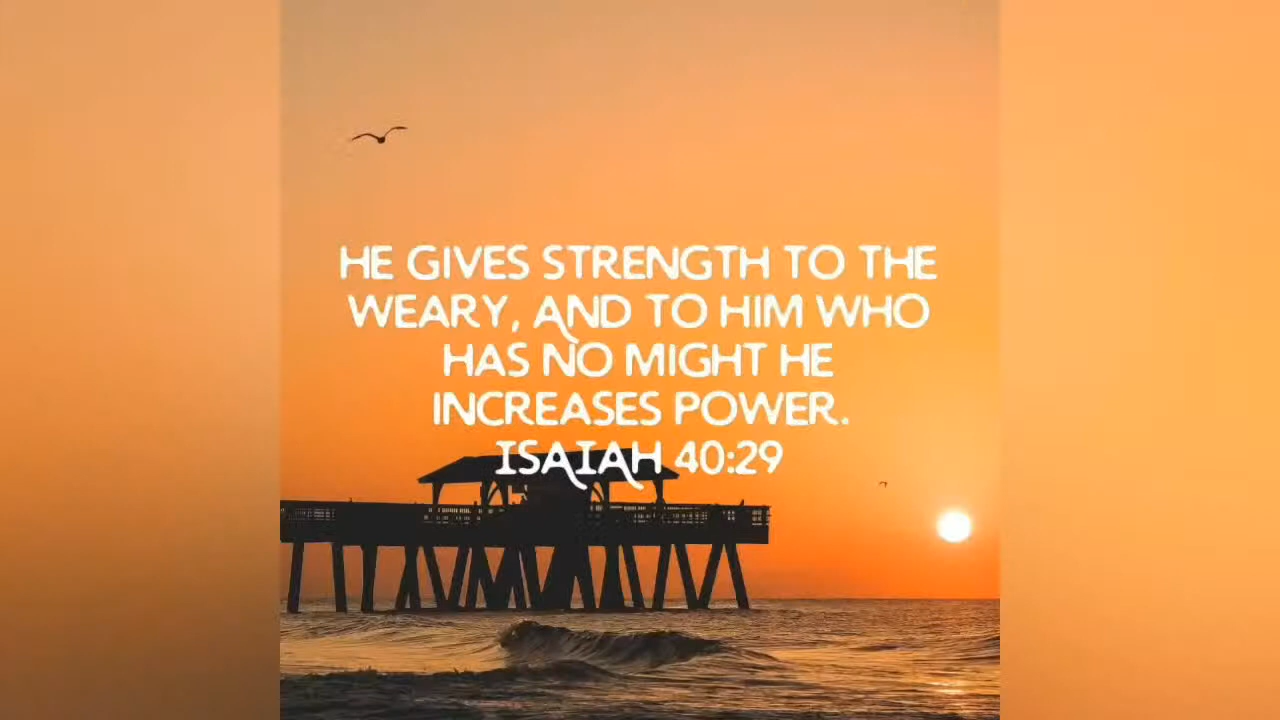 HE GIVES STRENGTH TO THE
WEARY, AND TO HIM WHO
HAS NO MIGHT HE
INCREASES POWER.
ISAIAH 40:29